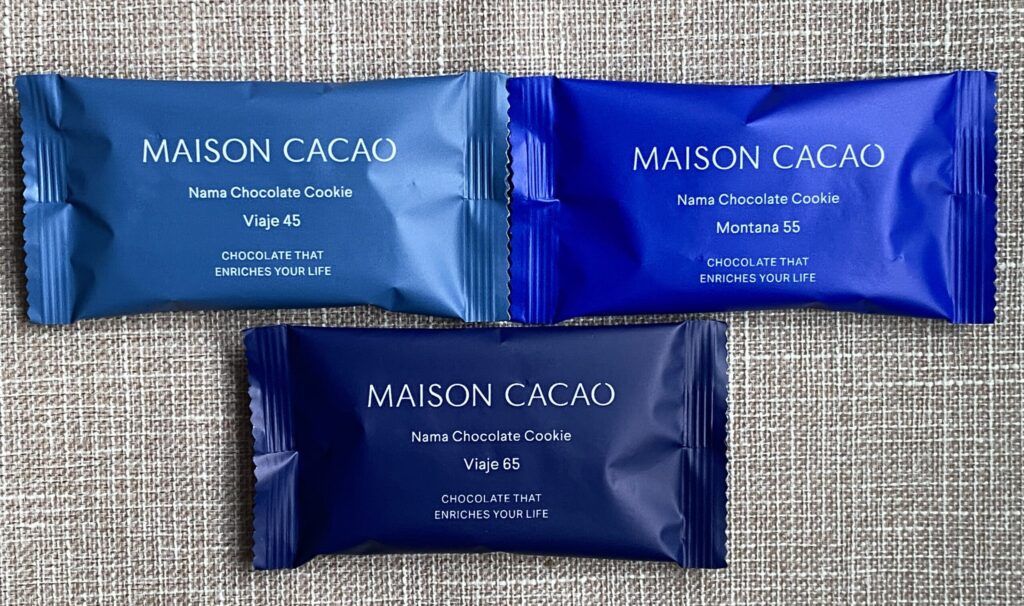 MAISON CACAO
Nama Chocolate Cookie
Viaje 45
CHOCOLATE THAT
ENRICHES YOUR LIFE
MAISON CACAO
Nama Chocolate Cookie
Montana 55
CHOCOLATE THAT
ENRICHES YOUR LIFE
MAISON CACAO
Nama Chocolate Cookie
Viaje 65
CHOCOLATE THAT
ENRICHES YOUR LIFE